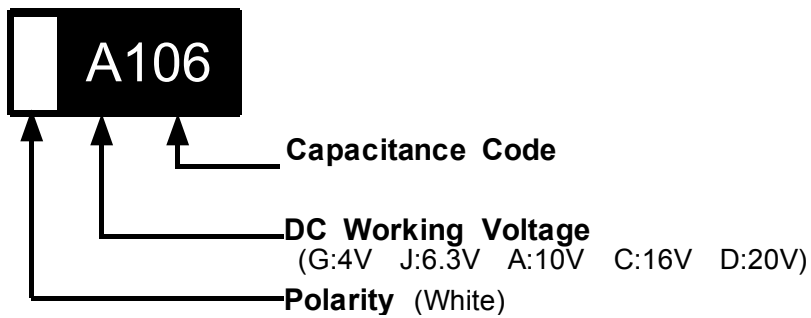 A106
Capacitance Code
DC Working Voltage
(G:4V J:6.3V A:10V C:16V D:20V)
Polarity (White)